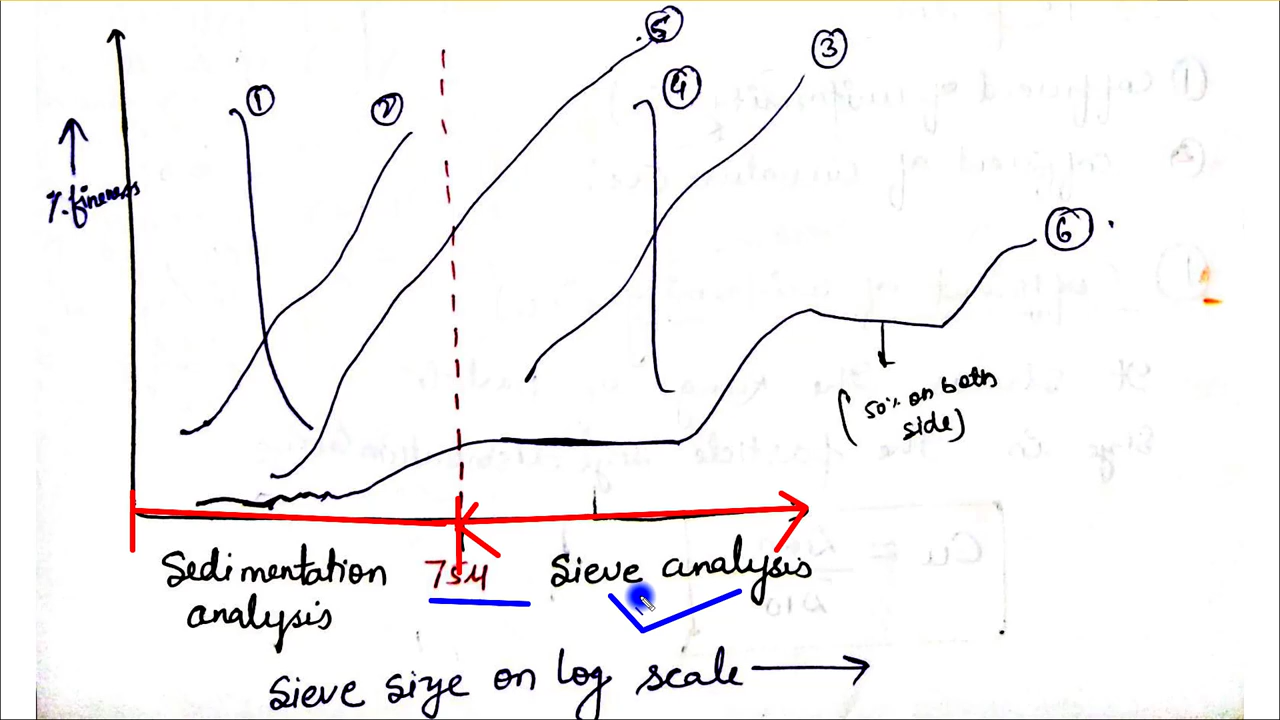 1
2
5
4
3
6
%.fineness
(50% on both
side)
Sedimentation
analysis
75μ
Sieve analysis
Sieve size on log scale